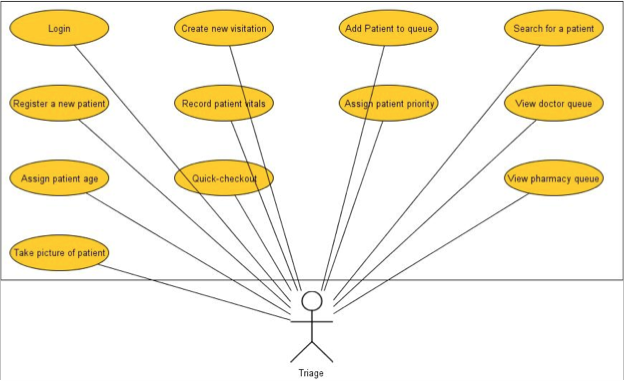 Login
Create new visitation
Add Patient to queue
Search for a patient
Register a new patient
Record patient vitals
Assign patient priority
View doctor queue
Assign patient age
Quick-checkout
View pharmacy queue
Take picture of patient
Triage